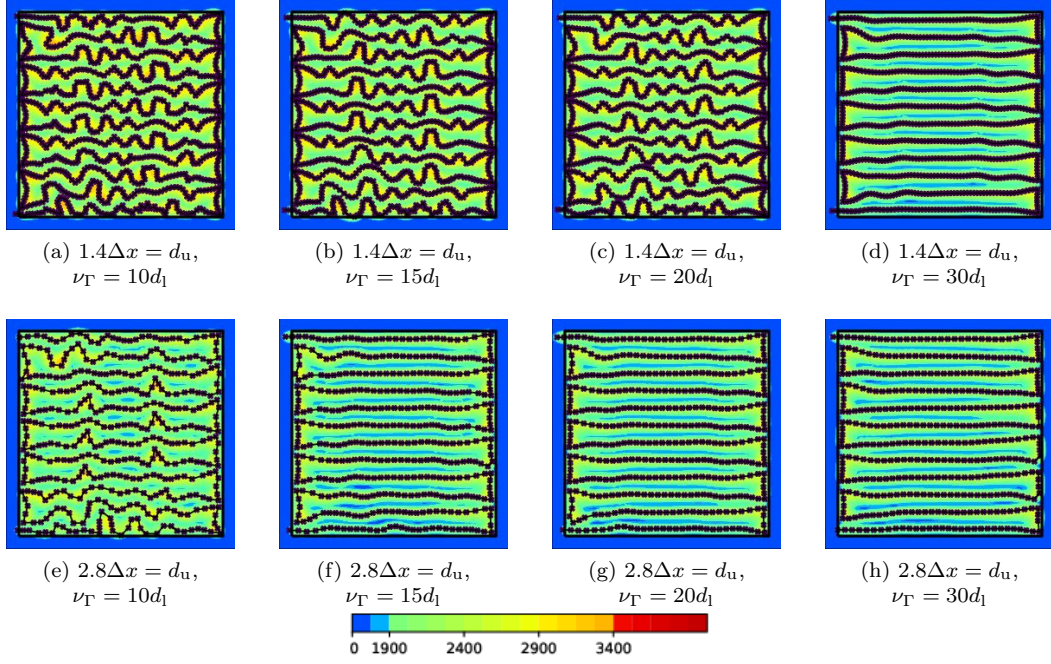 (a) 1.4Δx = d_u,
ν_Γ = 10d_l
(b) 1.4Δx = d_u,
ν_Γ = 15d_l
(c) 1.4Δx = d_u,
ν_Γ = 20d_l
(d) 1.4Δx = d_u,
ν_Γ = 30d_l
(e) 2.8Δx = d_u,
ν_Γ = 10d_l
(f) 2.8Δx = d_u,
ν_Γ = 15d_l
(g) 2.8Δx = d_u,
ν_Γ = 20d_l
(h) 2.8Δx = d_u,
ν_Γ = 30d_l
0 1900 2400 2900 3400